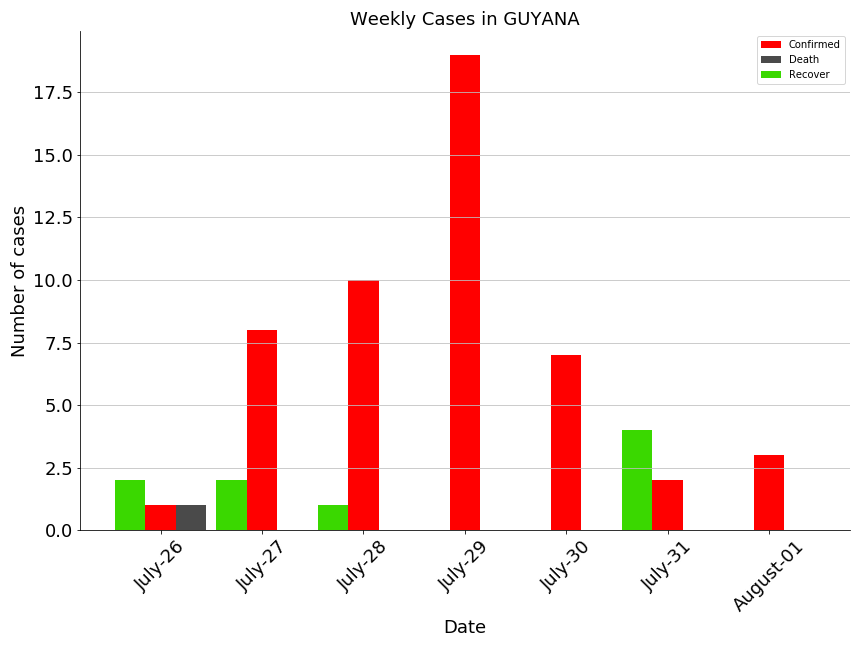 Weekly Cases in GUYANA
Confirmed
Death
Recover
Number of cases
17.5
15.0
12.5
10.0
7.5
5.0
2.5
0.0
July-26
July-27
July-28
July-29
July-30
July-31
August-01
Date